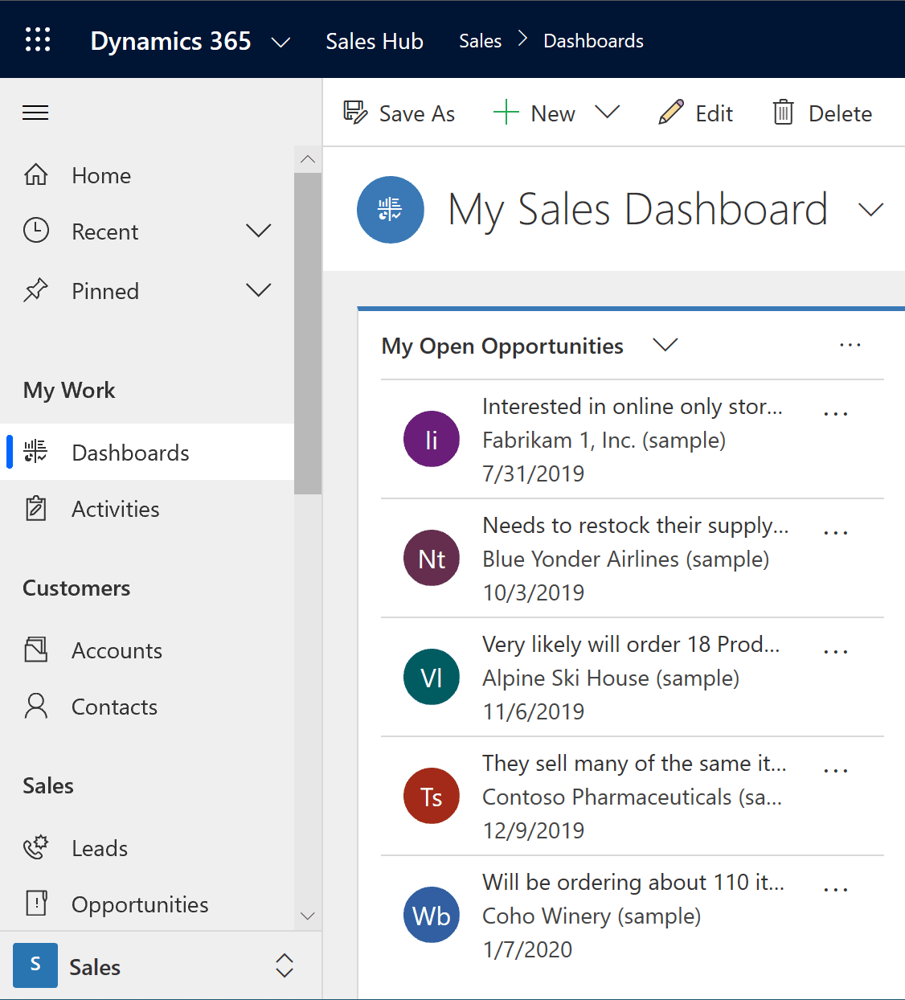 Dynamics 365 Sales Hub Sales Dashboards
Save As New Edit Delete
Home
Recent
Pinned
My Work
Dashboards
Activities
Customers
Accounts
Contacts
Sales
Leads
Opportunities
S Sales
My Sales Dashboard
My Open Opportunities ...
Ii
Interested in online only stor... ...
Fabrikam 1, Inc. (sample)
7/31/2019
Nt
Needs to restock their supply... ...
Blue Yonder Airlines (sample)
10/3/2019
Vl
Very likely will order 18 Prod... ...
Alpine Ski House (sample)
11/6/2019
Ts
They sell many of the same it... ...
Contoso Pharmaceuticals (sa...
12/9/2019
Wb
Will be ordering about 110 it... ...
Coho Winery (sample)
1/7/2020